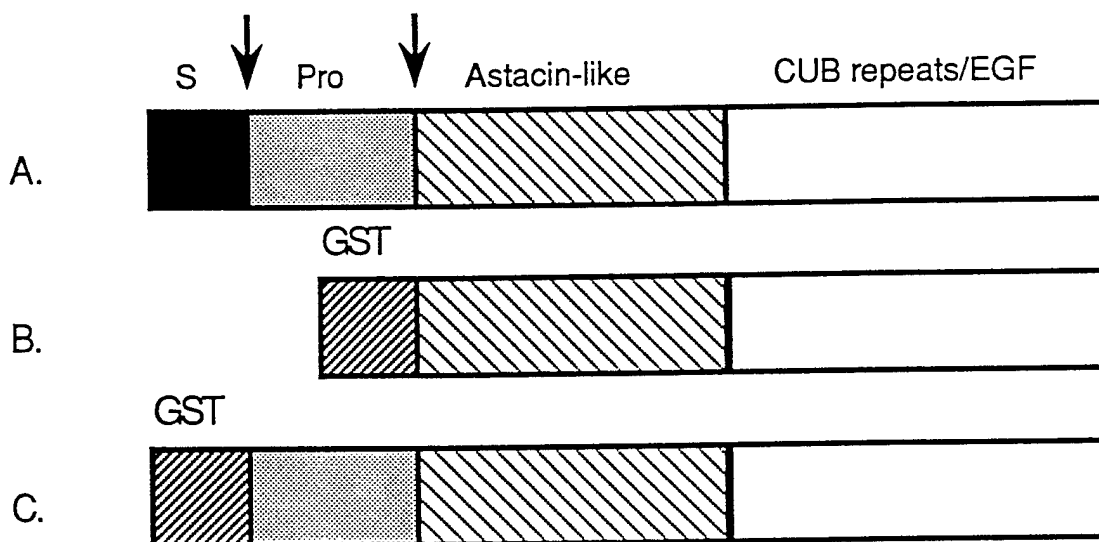 S Pro Astacin-like CUB repeats/EGF
A.
GST
B.
GST
C.